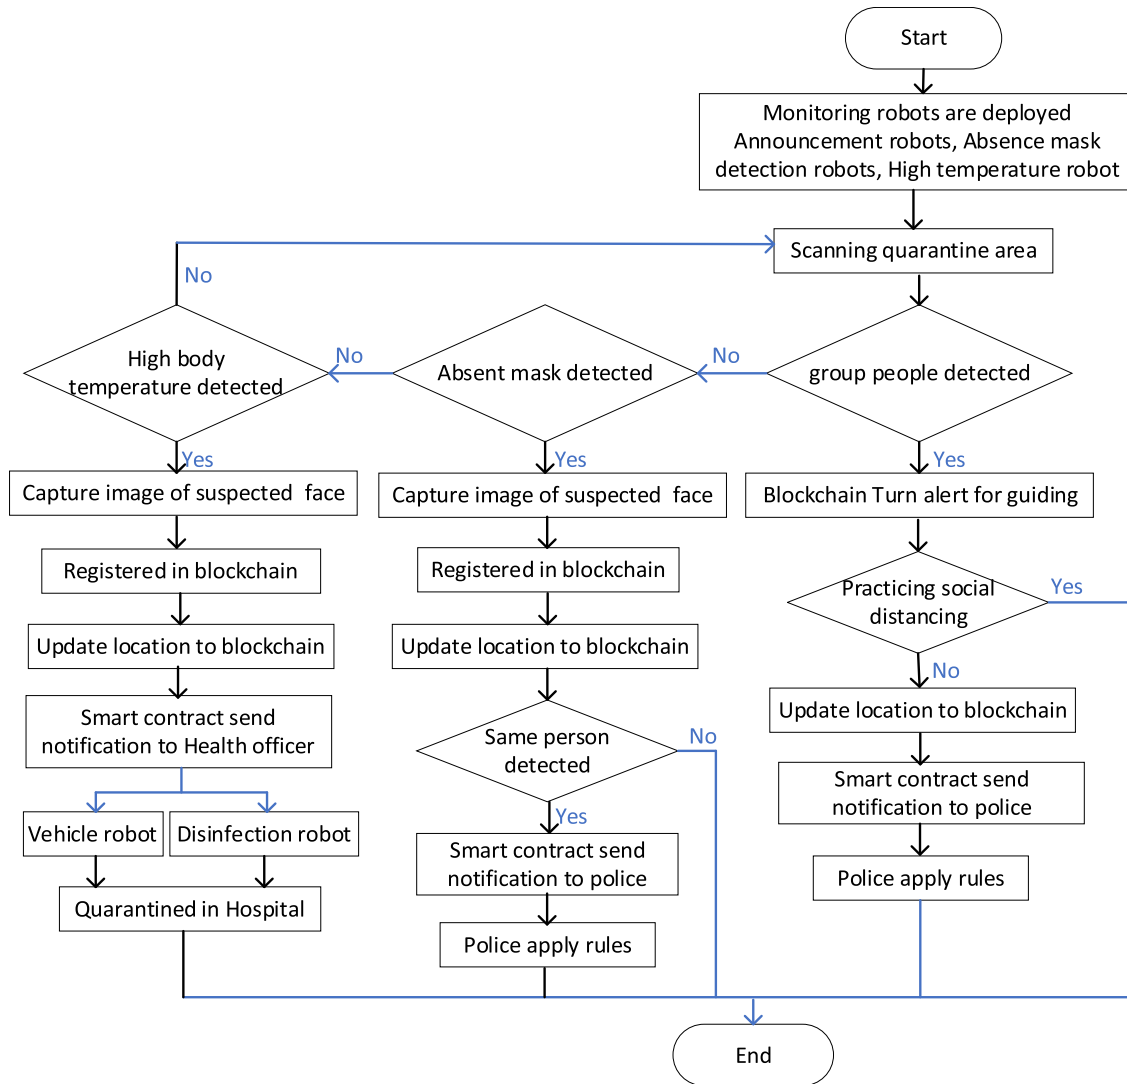 Start
Monitoring robots are deployed
Announcement robots, Absence mask
detection robots, High temperature robot
Scanning quarantine area
No
High body
temperature detected
No
Absent mask detected
No
group people detected
Yes
Yes
Yes
Capture image of suspected  face
Capture image of suspected  face
Blockchain Turn alert for guiding
Registered in blockchain
Registered in blockchain
Practicing social
distancing
Yes
Update location to blockchain
Update location to blockchain
No
Smart contract send
notification to Health officer
Same person
detected
No
Update location to blockchain
Smart contract send
notification to police
Vehicle robot
Disinfection robot
Yes
Smart contract send
notification to police
Police apply rules
Quarantined in Hospital
Police apply rules
End